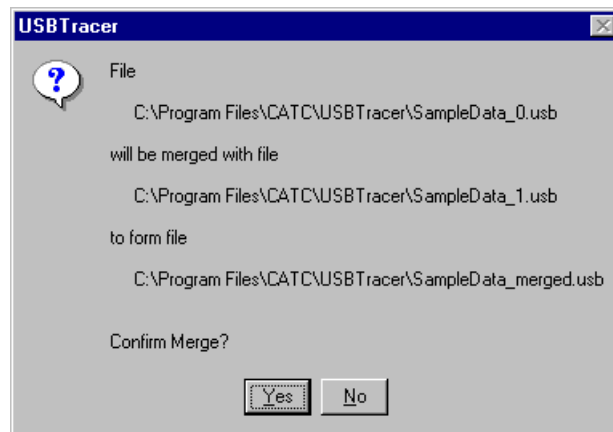 USBTracer
File
C:\Program Files\CATC\USBTracer\SampleData_0.usb
will be merged with file
C:\Program Files\CATC\USBTracer\SampleData_1.usb
to form file
C:\Program Files\CATC\USBTracer\SampleData_merged.usb
Confirm Merge?
Yes No